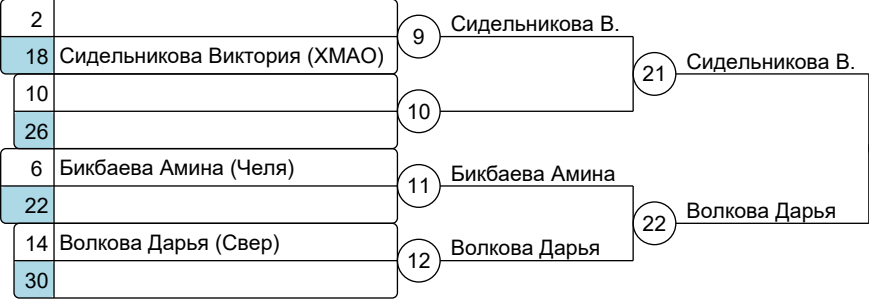 2
9
Сидельникова В.
18 Сидельникова Виктория (ХМАО)
21
Сидельникова В.
10
10
26
6 Бикбаева Амина (Челя)
11
Бикбаева Амина
22
22
Волкова Дарья
14 Волкова Дарья (Свер)
12
Волкова Дарья
30